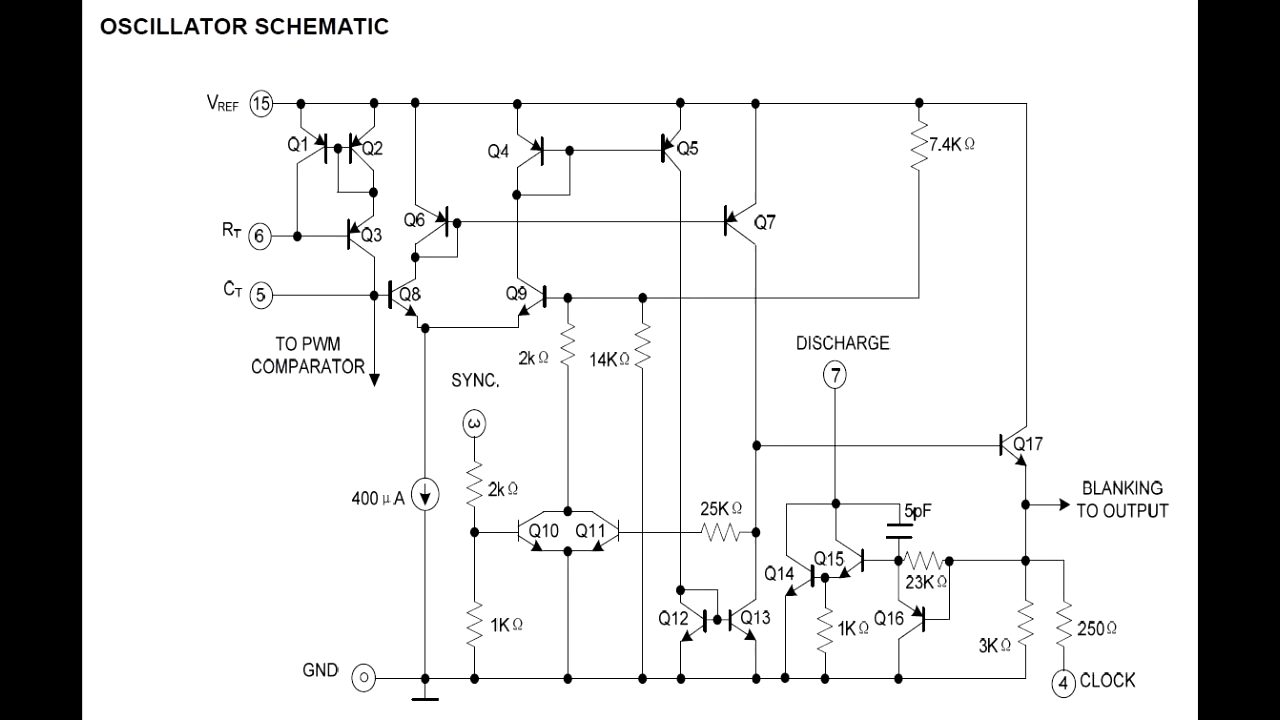 OSCILLATOR SCHEMATIC
VREF 15
Q1
Q2
Q4
Q5
7.4KΩ
RT 6
Q3
Q6
Q7
CT 5
Q8
Q9
TO PWM
COMPARATOR
2kΩ
14KΩ
DISCHARGE
7
SYNC.
3
Q17
400μA
2kΩ
25KΩ
5pF
BLANKING
TO OUTPUT
Q10
Q11
Q14
Q15
23KΩ
1KΩ
Q12
Q13
1KΩ
Q16
3KΩ
250Ω
GND
O
4 CLOCK